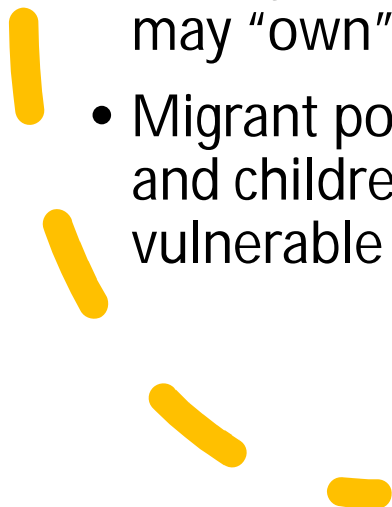 may “own”
• Migrant po
and childre
vulnerable